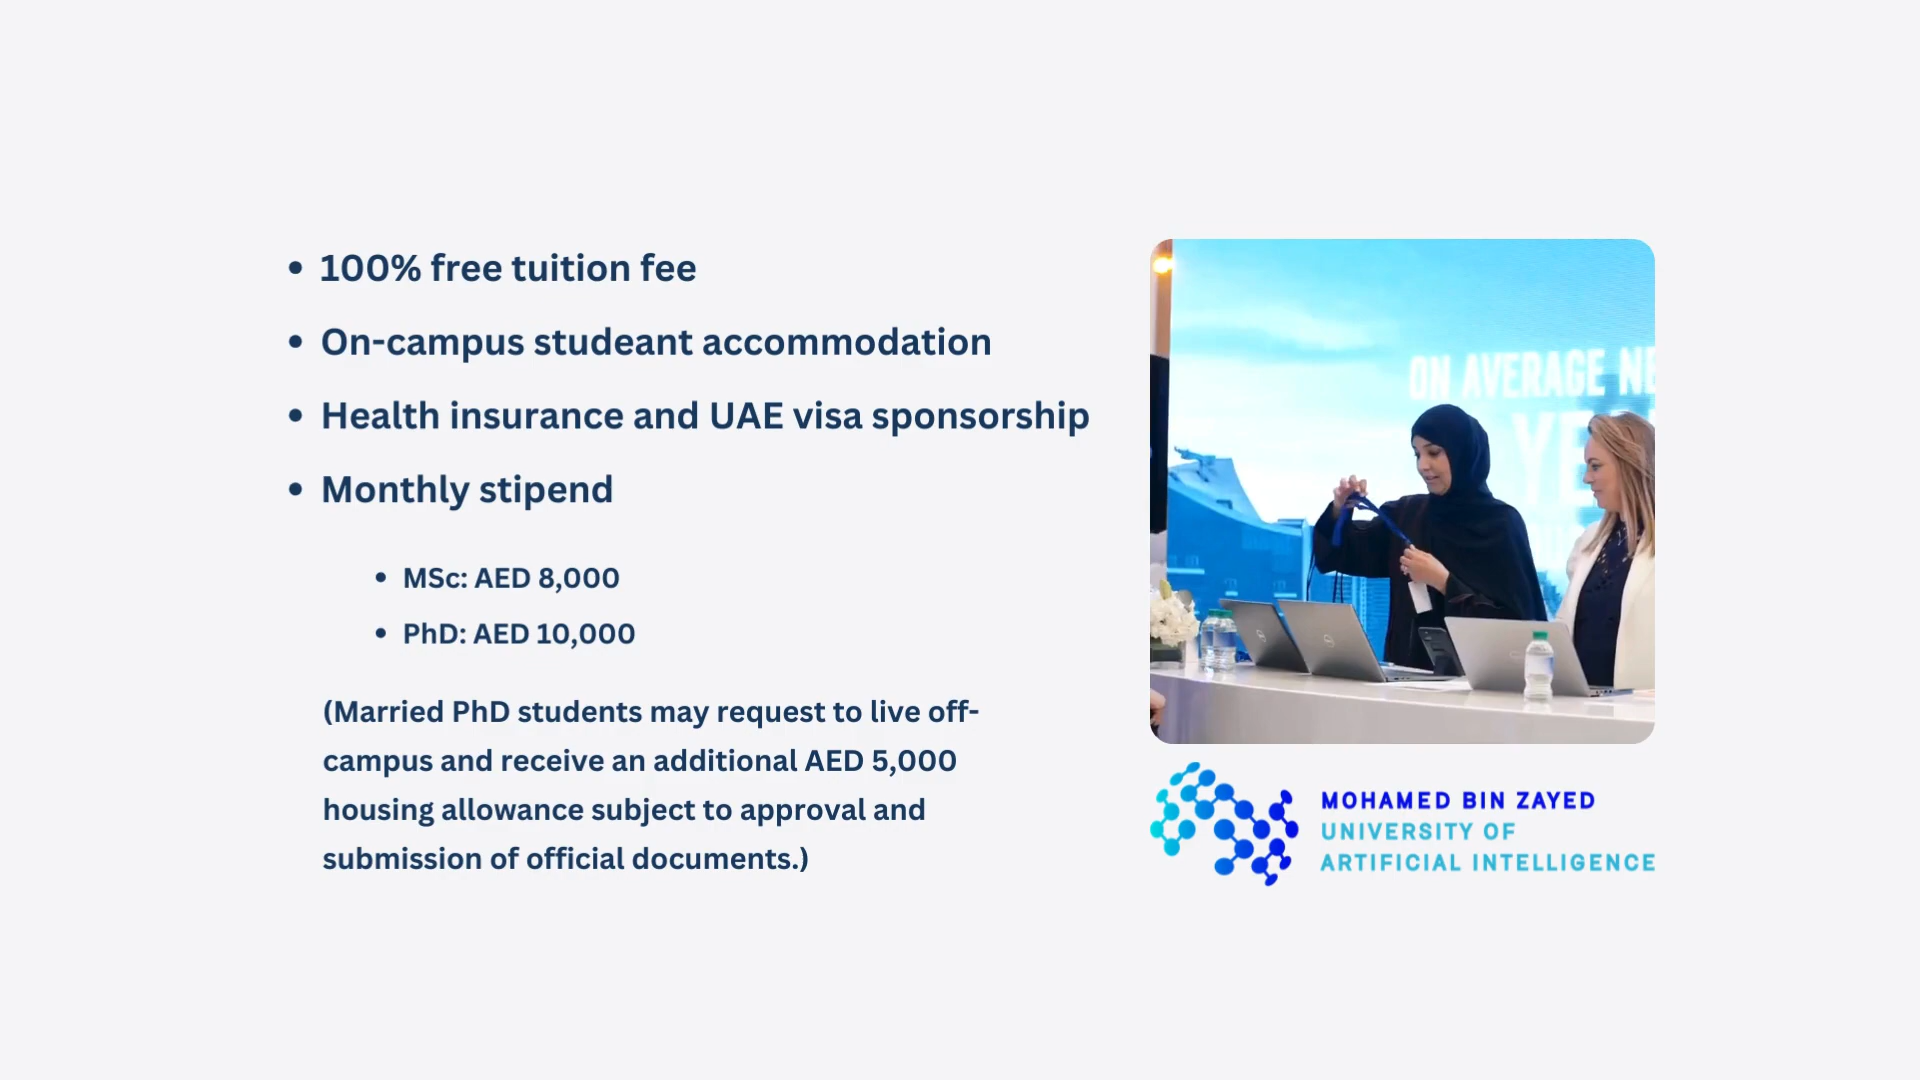 • 100% free tuition fee
• On-campus studeant accommodation
• Health insurance and UAE visa sponsorship
• Monthly stipend
• MSc: AED 8,000
• PhD: AED 10,000
(Married PhD students may request to live off-
campus and receive an additional AED 5,000
housing allowance subject to approval and
submission of official documents.)
ON AVERAGE
MOHAMED BIN ZAYED
UNIVERSITY OF
ARTIFICIAL INTELLIGENCE